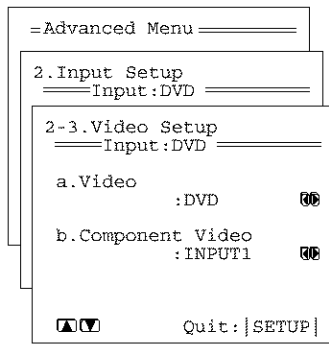 Advanced Menu
2.Input Setup
Input:DVD
2-3.Video Setup
Input:DVD
a.Video
:DVD
b.Component Video
:INPUT1
Quit:|SETUP|